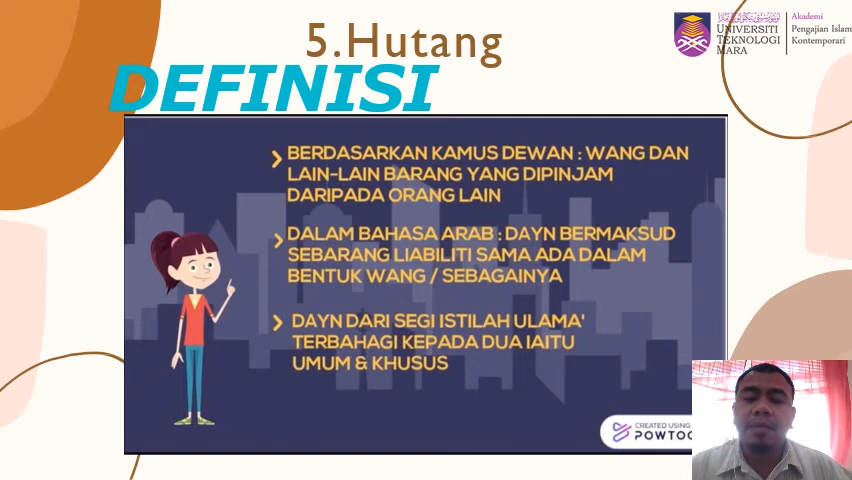 5.Hutang
DEFINISI
UNIVERSITI
TEKNOLOGI
MARA
Akademi
Pengajian Islam
Kontemporari
BERDASARKAN KAMUS DEWAN : WANG DAN
LAIN-LAIN BARANG YANG DIPINJAM
DARIPADA ORANG LAIN
DALAM BAHASA ARAB : DAYN BERMAKSUD
SEBARANG LIABILITI SAMA ADA DALAM
BENTUK WANG / SEBAGAINYA
DAYN DARI SEGI ISTILAH ULAMA'
TERBAHAGI KEPADA DUA IAITU
UMUM & KHUSUS
CREATED USING
POWTOO